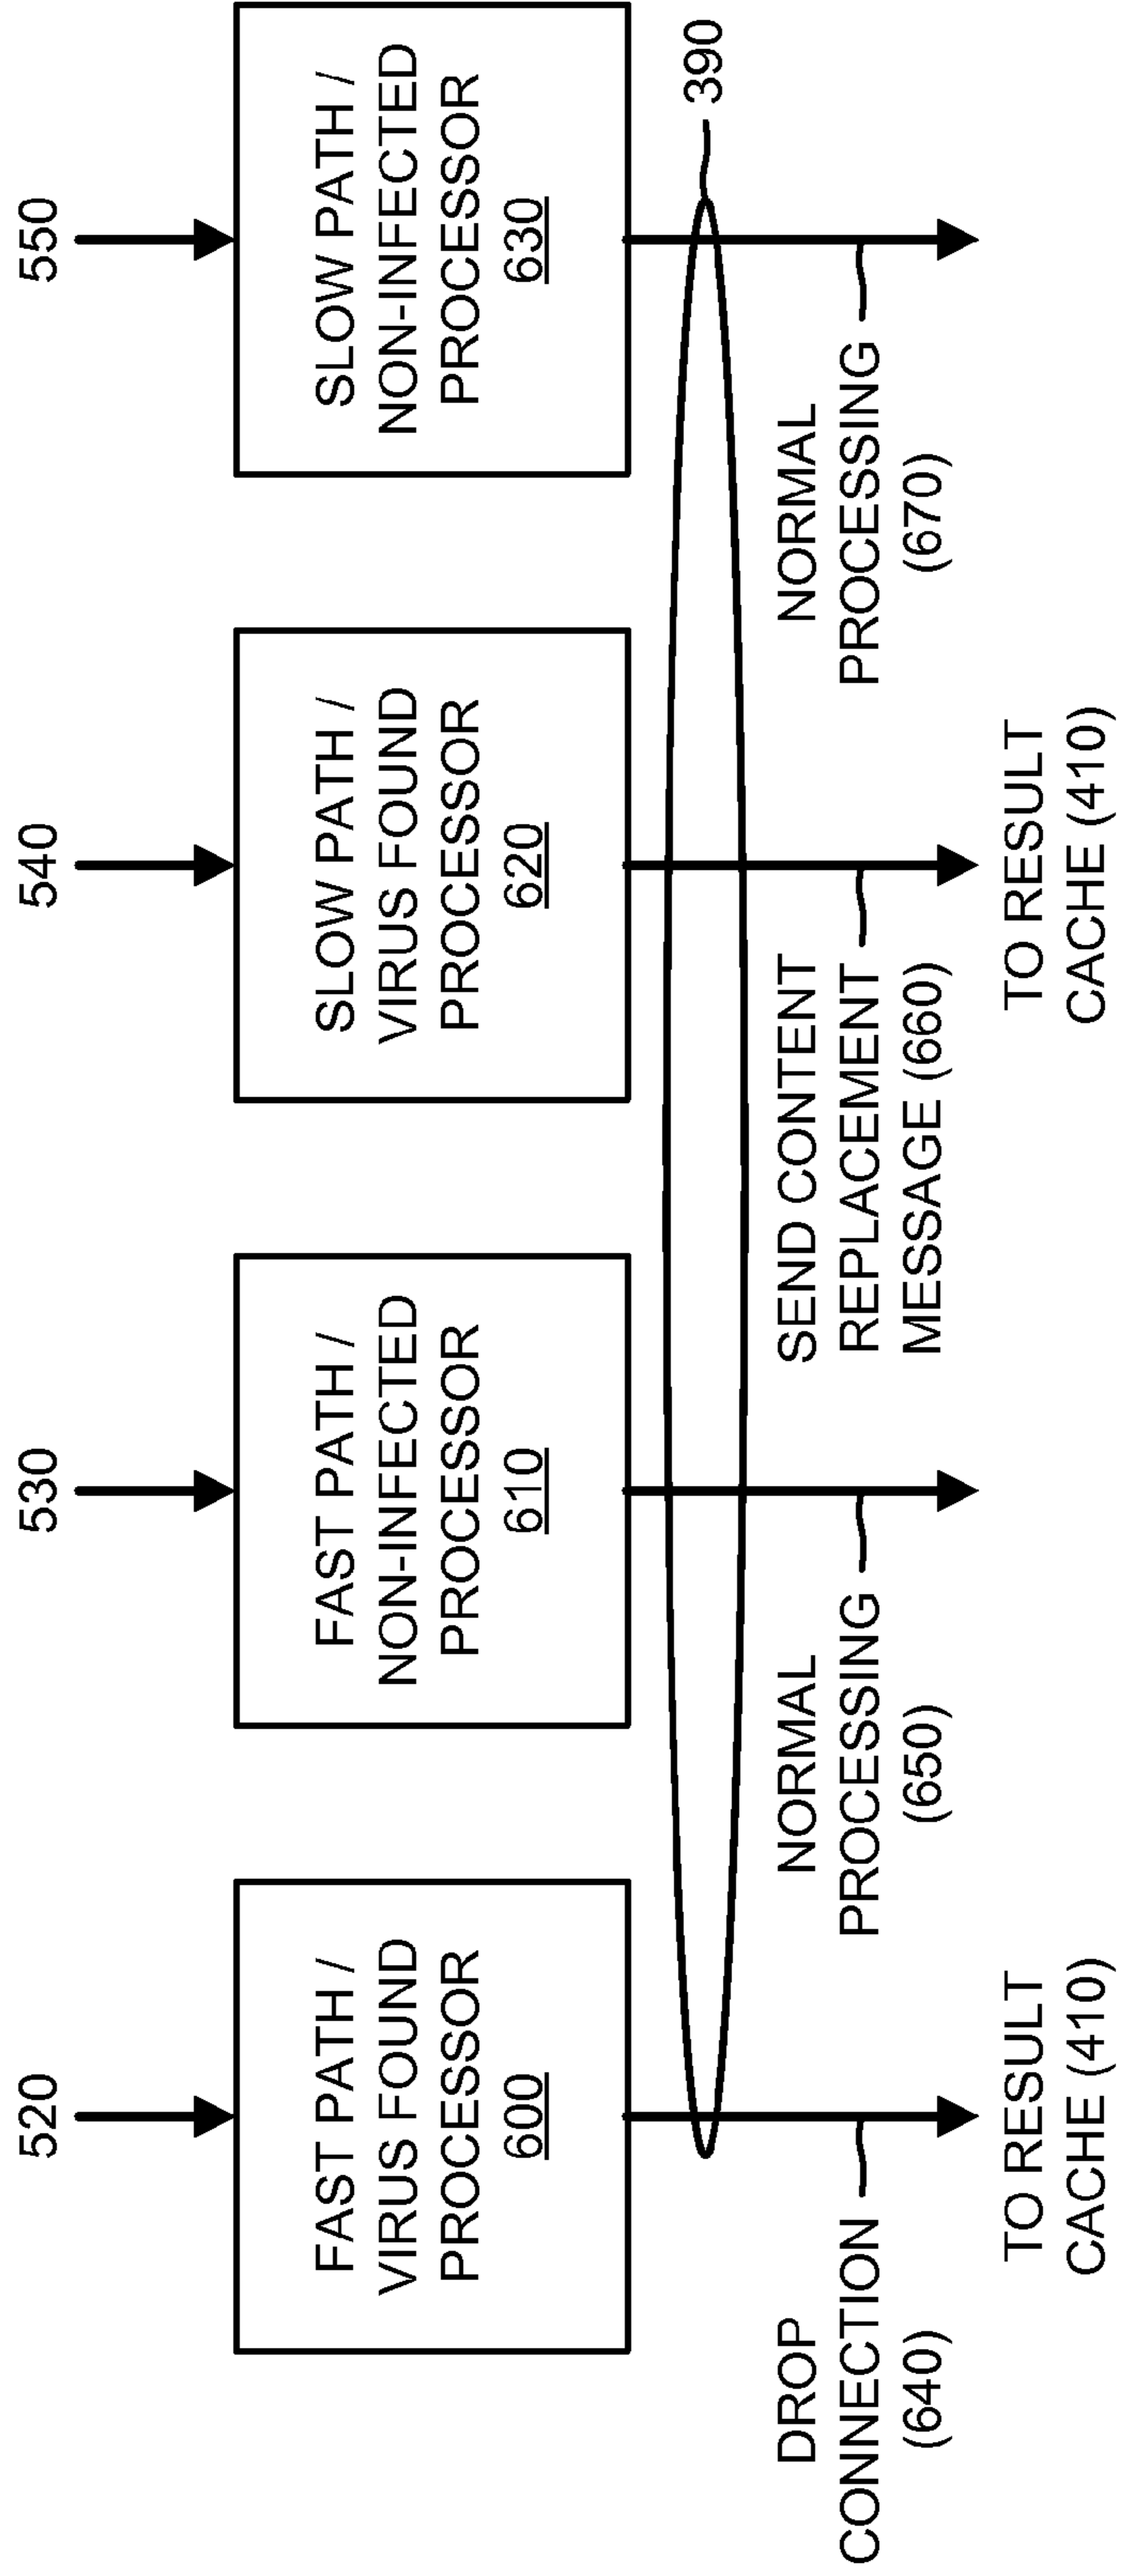 520
FAST PATH /
VIRUS FOUND
PROCESSOR
600
DROP
CONNECTION
(640)
TO RESULT
CACHE (410)
530
FAST PATH /
NON-INFECTED
PROCESSOR
610
NORMAL
PROCESSING
(650)
540
SLOW PATH /
VIRUS FOUND
PROCESSOR
620
SEND CONTENT
REPLACEMENT
MESSAGE (660)
TO RESULT
CACHE (410)
550
SLOW PATH /
NON-INFECTED
PROCESSOR
630
NORMAL
PROCESSING
(670)
390